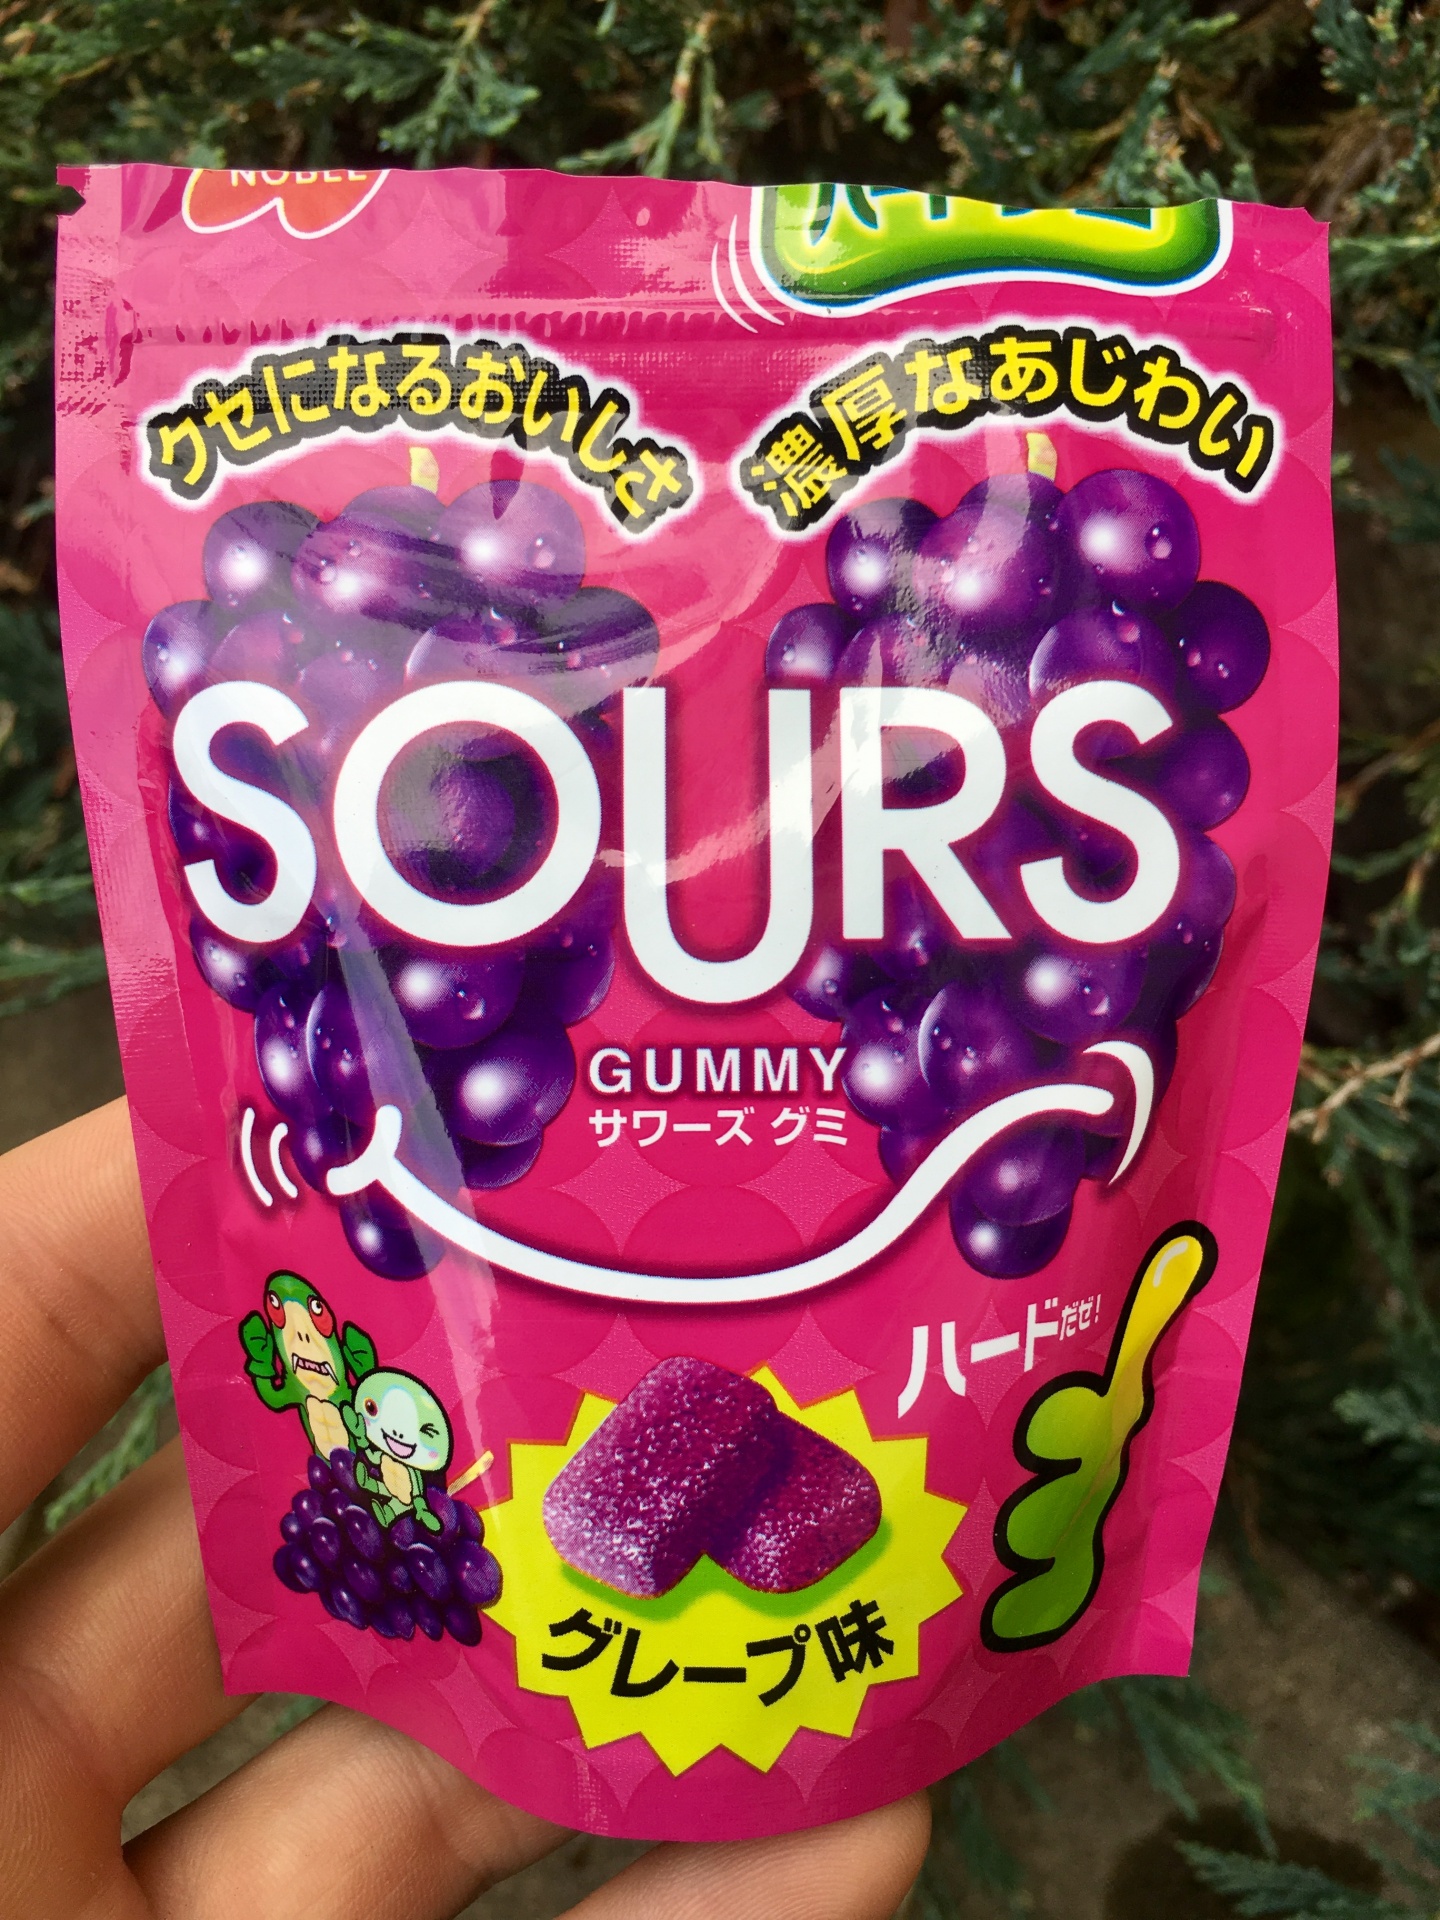 NOBEL
クセになるおいしさ
濃厚なあじわい
SOURS
GUMMY
サワーズ グミ
ハードだぜ!
グレープ味